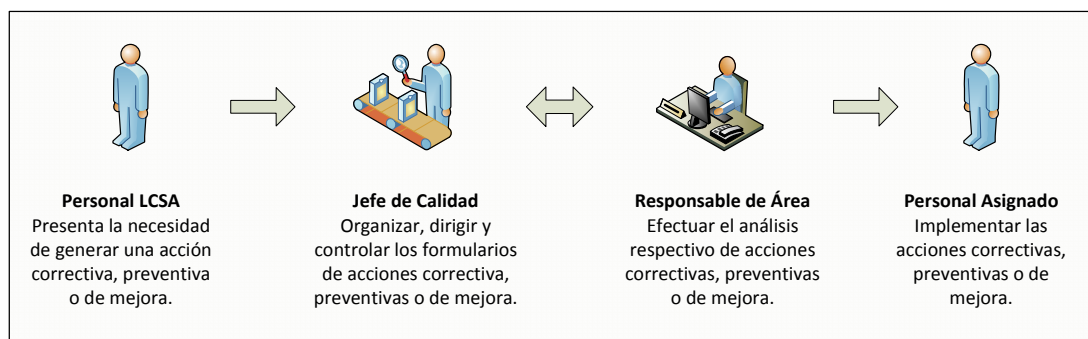 Personal LCSA
Presenta la necesidad
de generar una acción
correctiva, preventiva
o de mejora.
Jefe de Calidad
Organizar, dirigir y
controlar los formularios
de acciones correctiva,
preventivas o de mejora.
Responsable de Área
Efectuar el análisis
respetivo de acciones
correctivas, preventivas
o de mejora.
Personal Asignado
Implementar las
acciones correctivas,
preventivas o de
mejora.